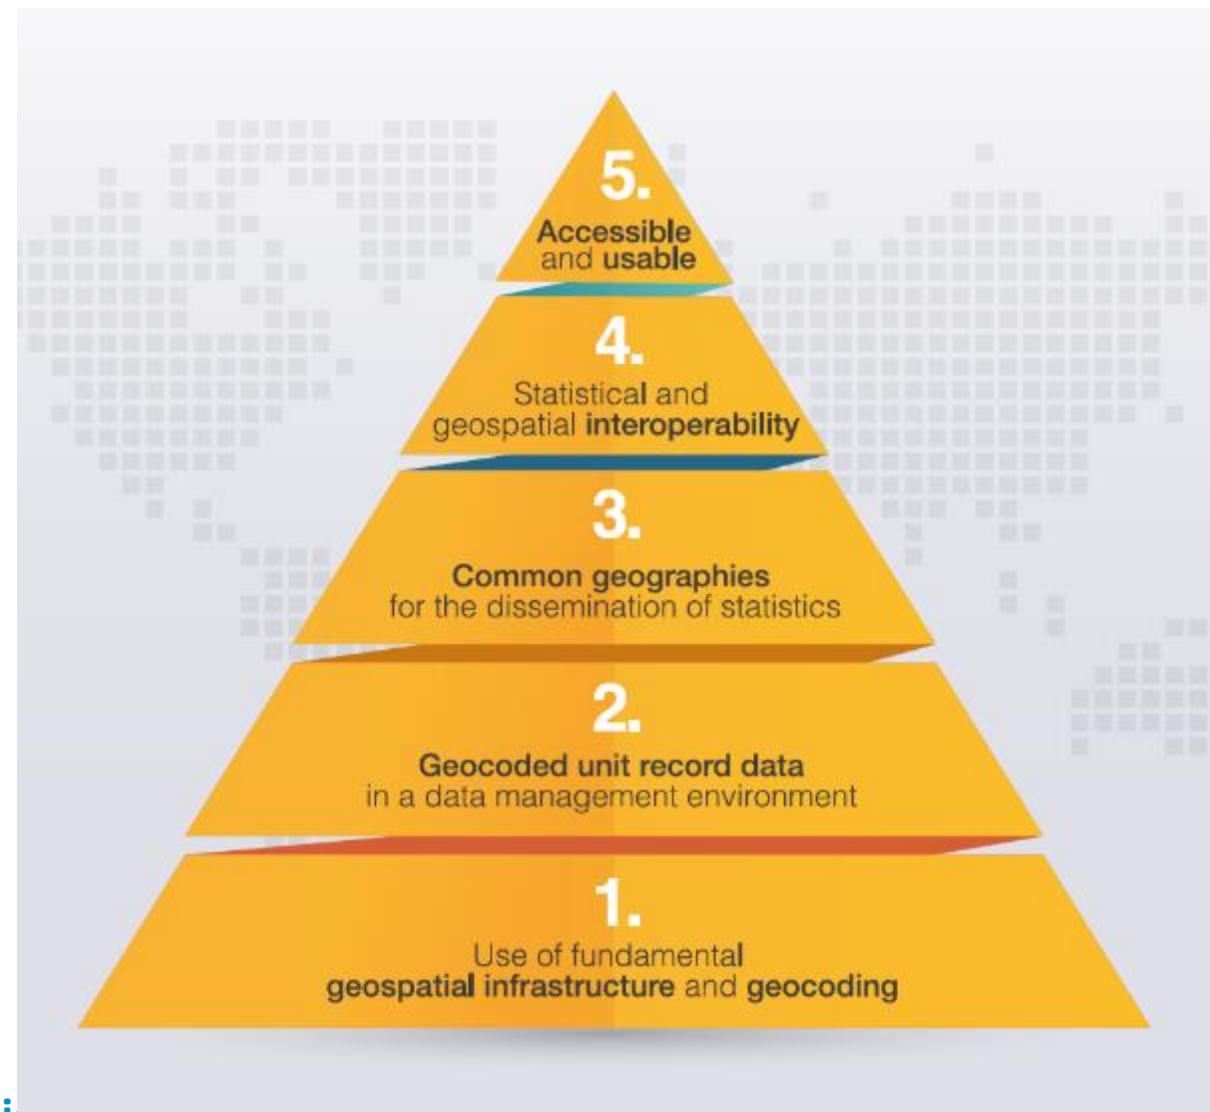 5.
Accessible
and usable
4.
Statistical and
geospatial interoperability
3.
Common geographies
for the dissemination of statistics
2.
Geocoded unit record data
in a data management environment
1.
Use of fundamental
geospatial infrastructure and geocoding